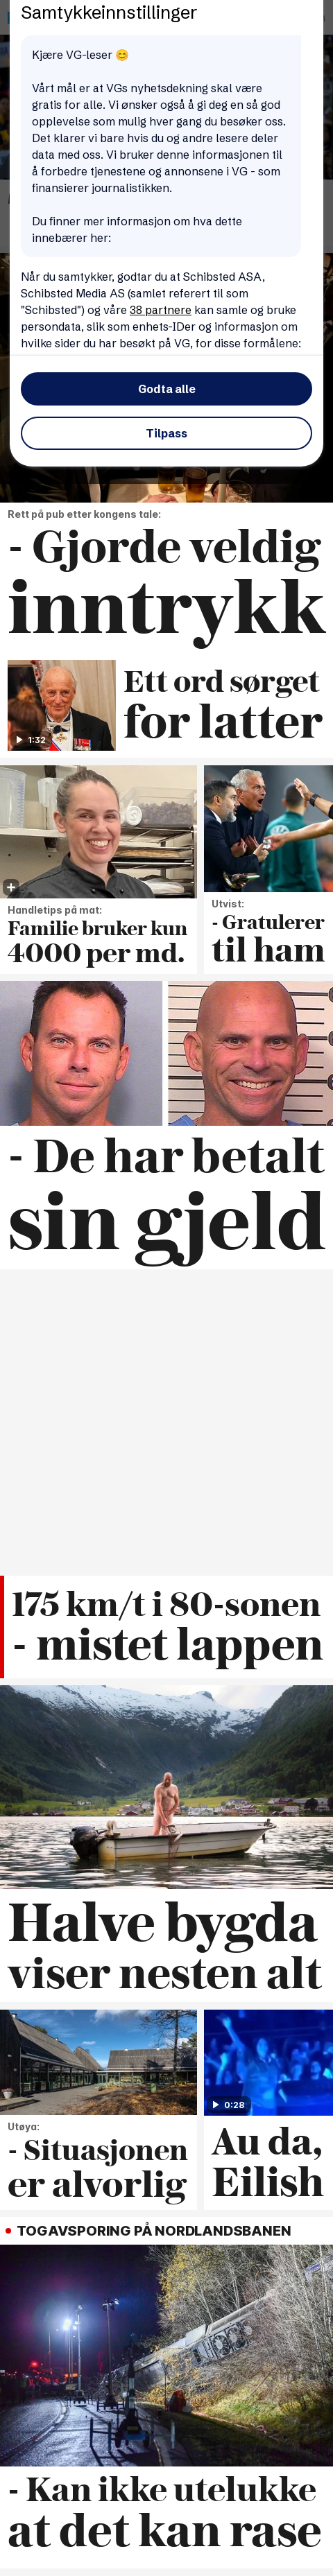 Samtykkeinnstillinger
Kjære VG-leser 😊
Vårt mål er at VGs nyhetsdekning skal være
gratis for alle. Vi ønsker også å gi deg en så god
opplevelse som mulig hver gang du besøker oss.
Det klarer vi bare hvis du og andre lesere deler
data med oss. Vi bruker denne informasjonen til
å forbedre tjenestene og annonsene i VG - som
finansierer journalistikken.
Du finner mer informasjon om hva dette
innebærer her:
Når du samtykker, godtar du at Schibsted ASA,
Schibsted Media AS (samlet referert til som
"Schibsted") og våre 38 partnere kan samle og bruke
persondata, slik som enhets-IDer og informasjon om
hvilke sider du har besøkt på VG, for disse formålene:
Godta alle
Tilpass
Rett på pub etter kongens tale:
- Gjorde veldig
inntrykk
1:32
Ett ord sørget
for latter
Handletips på mat:
Familie bruker kun
4000 per md.
Utvist:
- Gratulerer
til ham
- De har betalt
sin gjeld
175 km/t i 80-sonen
- mistet lappen
Halve bygda
viser nesten alt
Utøya:
- Situasjonen
er alvorlig
0:28
Au da,
Eilish
TOGAVSPORING PÅ NORDLANDSBANEN
- Kan ikke utelukke
at det kan rase